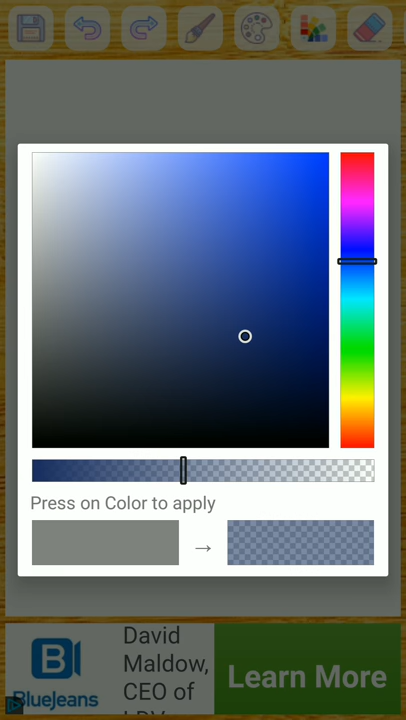 Press on Color to apply
→
B
BlueJeans
David
Maldow,
CEO of
Learn More